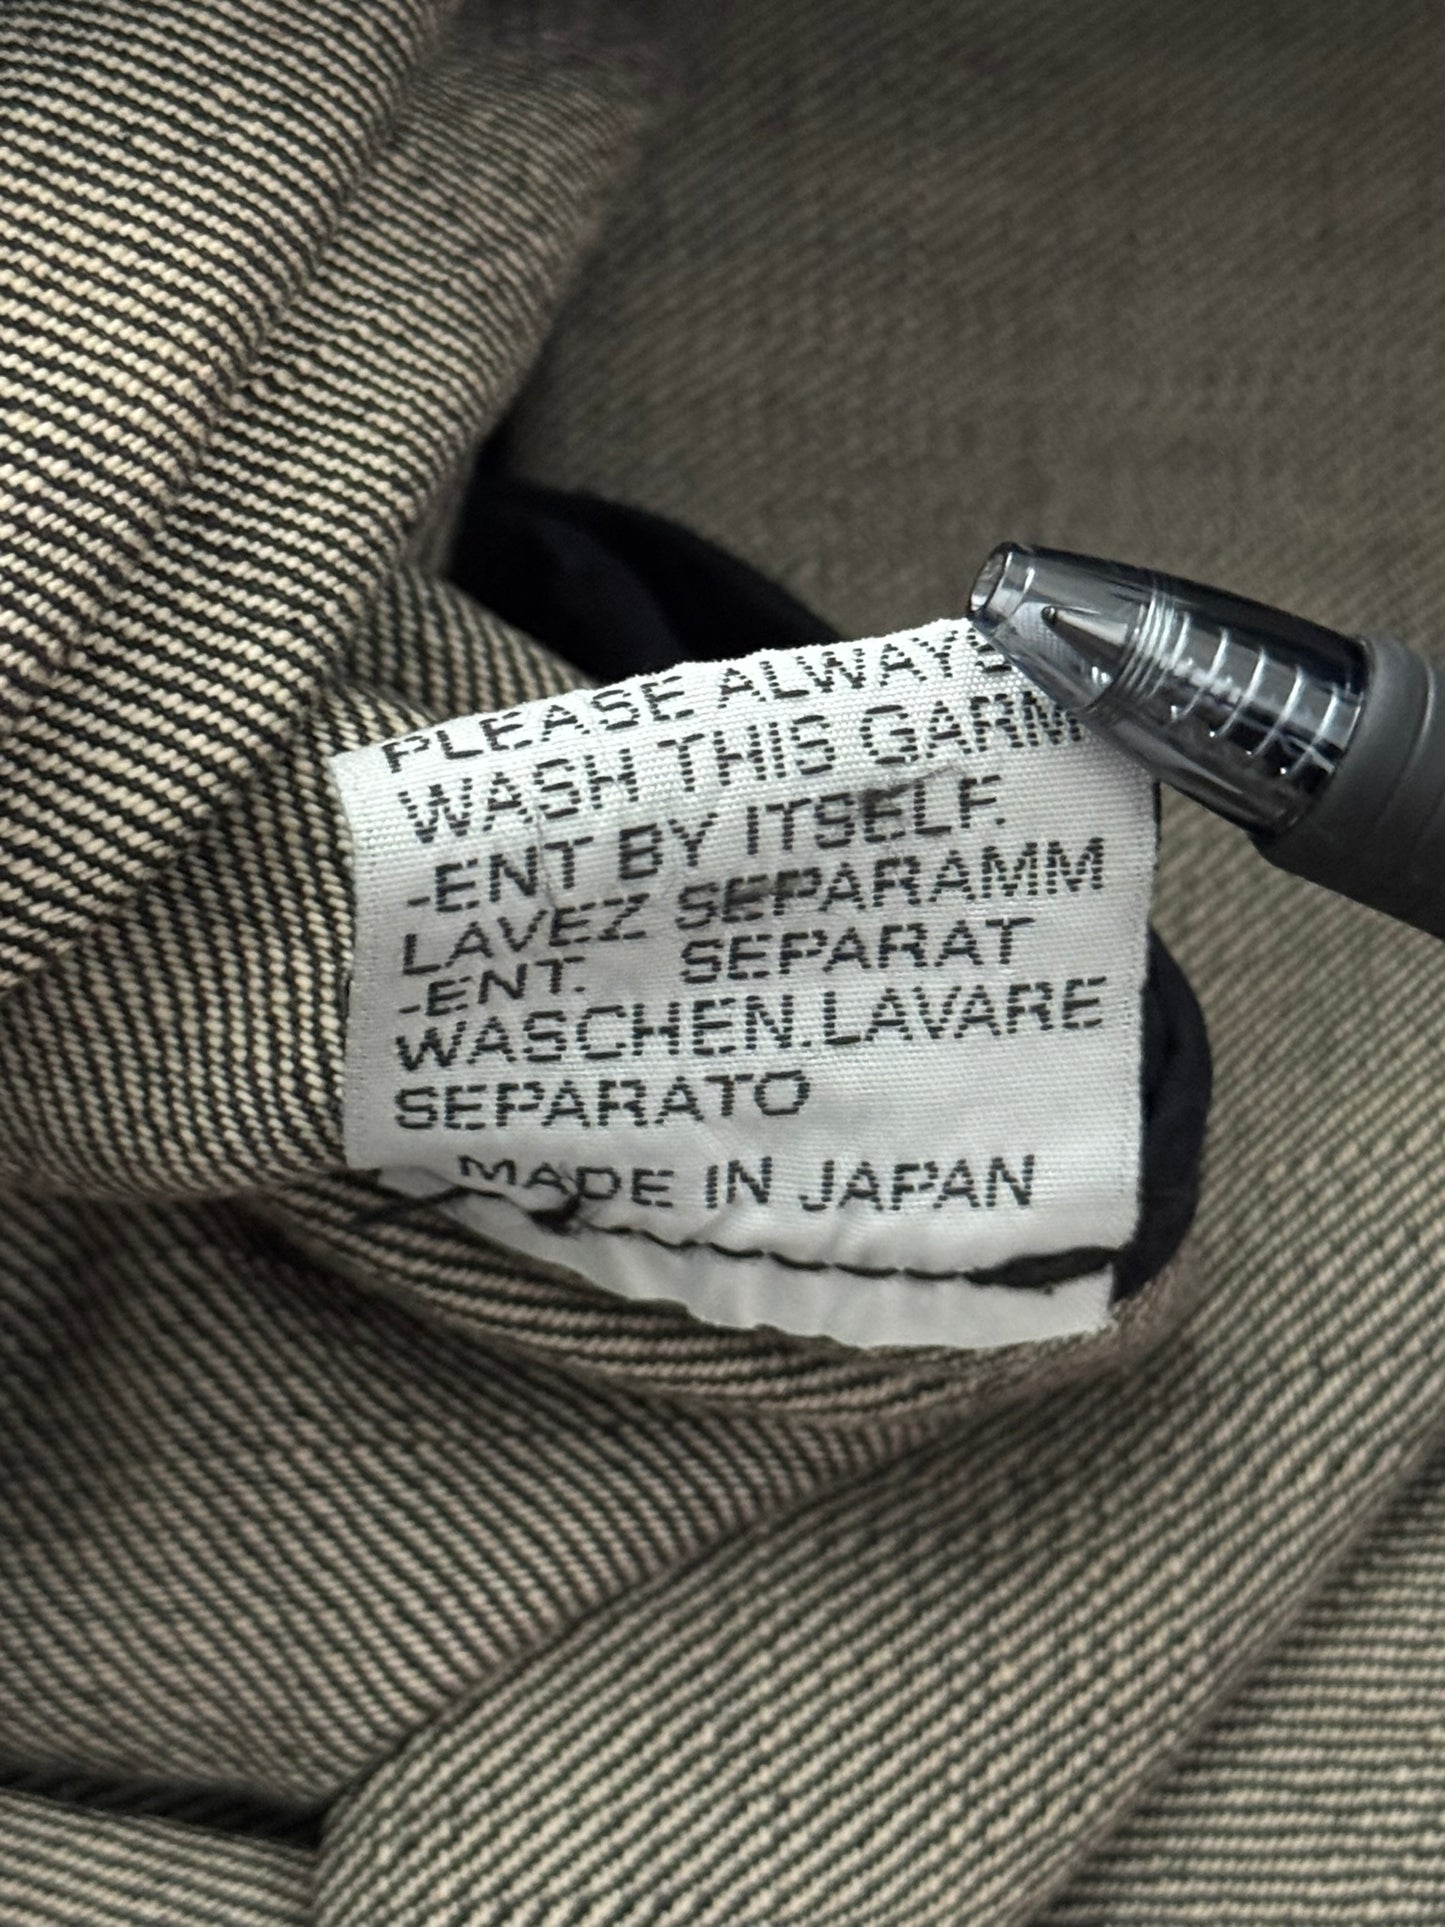 PLEASE ALWAYS
WASH THIS GARM
-ENT BY ITSELF.
LAVEZ SEPARAMM
-ENT. SEPARAT
WASCHEN.LAVARE
SEPARATO
MADE IN JAPAN